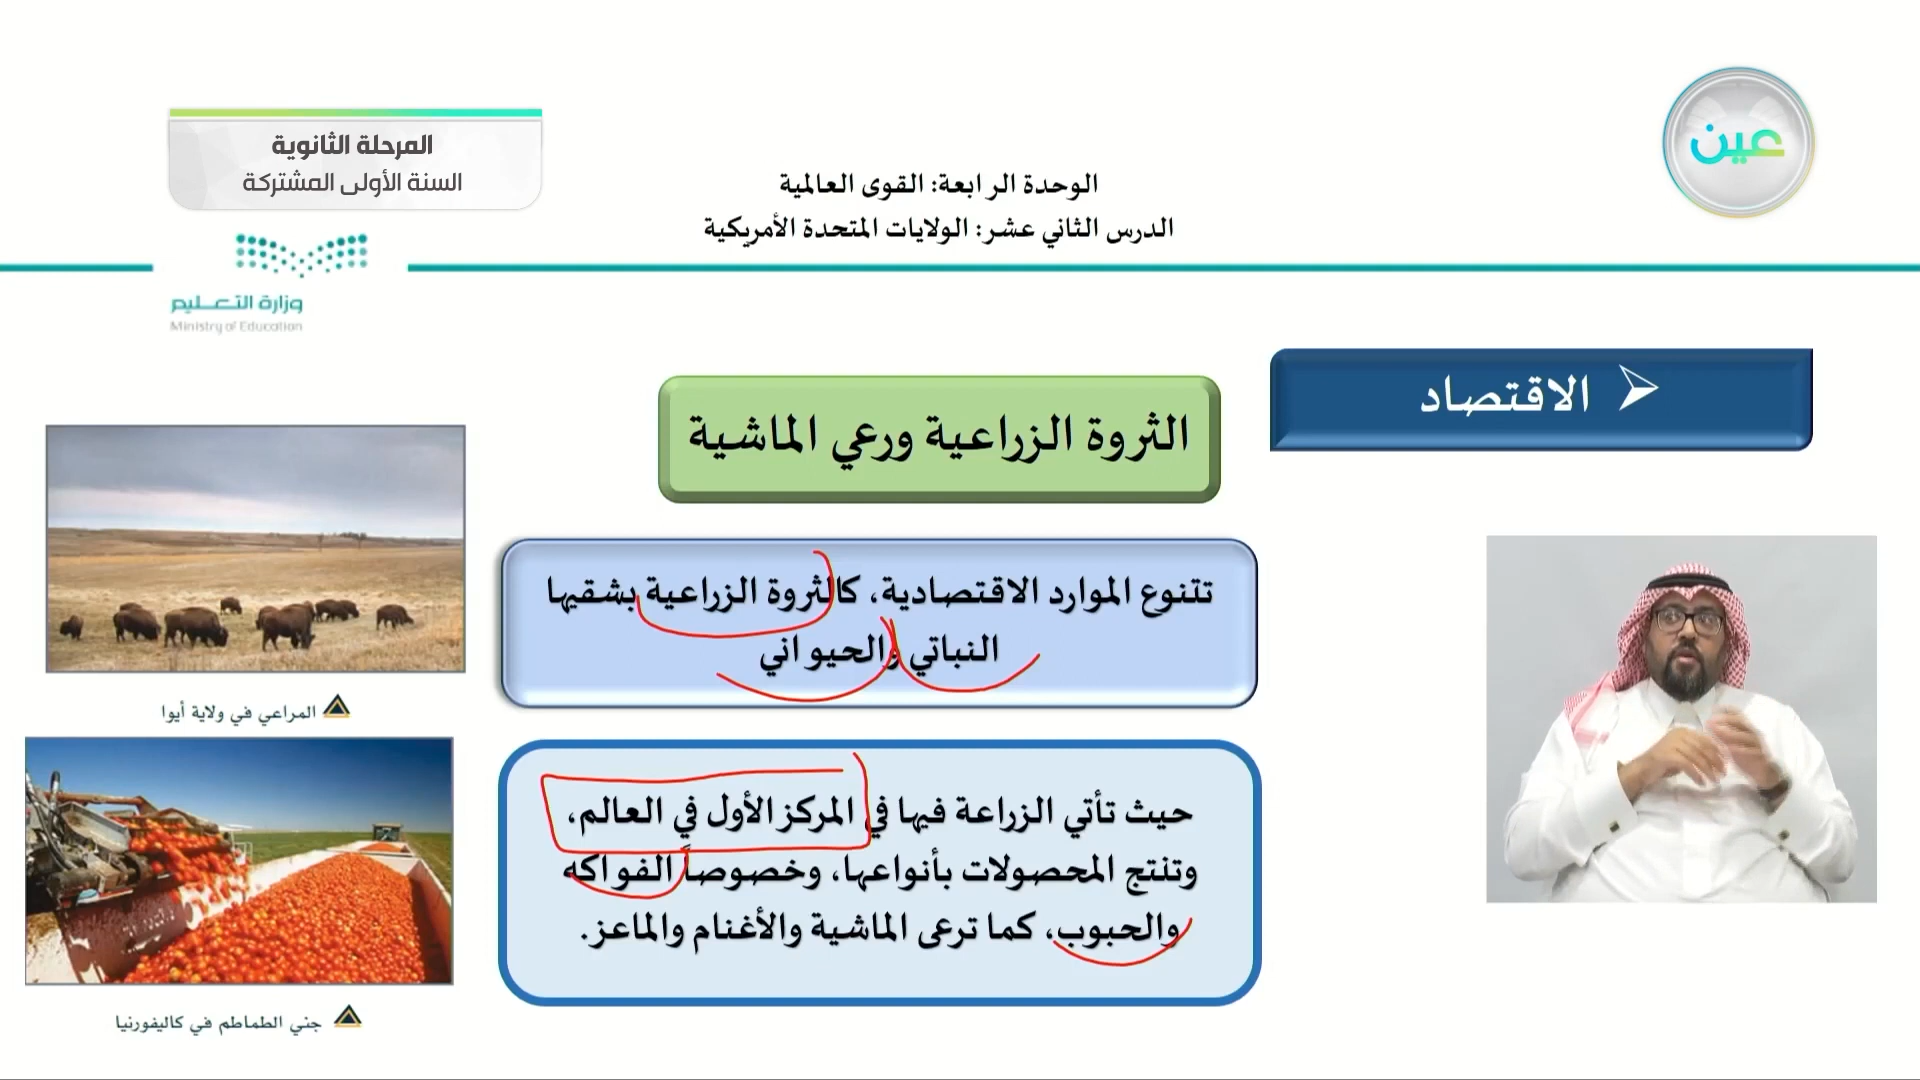 عين
المرحلة الثانوية
السنة الأولى المشتركة
الوحدة الرابعة: القوى العالمية
الدرس الثاني عشر: الولايات المتحدة الأمريكية
وزارة التعليم
Ministry of Education
الاقتصاد
الثروة الزراعية ورعي الماشية
تتنوع الموارد الاقتصادية، كالثروة الزراعية بشقيها
النباتي والحيواني
حيث تأتي الزراعة فيها في المركز الأول في العالم،
وتنتج المحصولات بأنواعها، وخصوصاً الفواكه
والحبوب، كما ترعى الماشية والأغنام والماعز.
المراعي في ولاية أيوا
جني الطماطم في كاليفورنيا